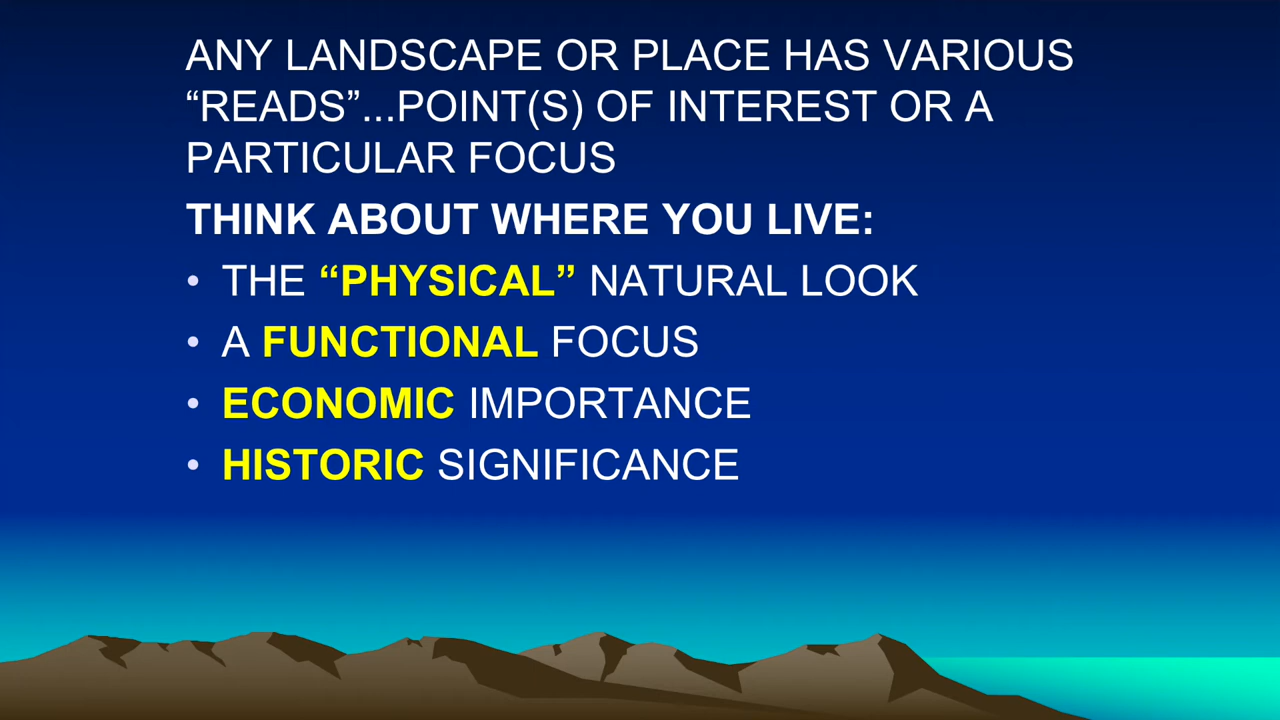 ANY LANDSCAPE OR PLACE HAS VARIOUS
“READS”...POINT(S) OF INTEREST OR A
PARTICULAR FOCUS
THINK ABOUT WHERE YOU LIVE:
• THE “PHYSICAL” NATURAL LOOK
• A FUNCTIONAL FOCUS
• ECONOMIC IMPORTANCE
• HISTORIC SIGNIFICANCE